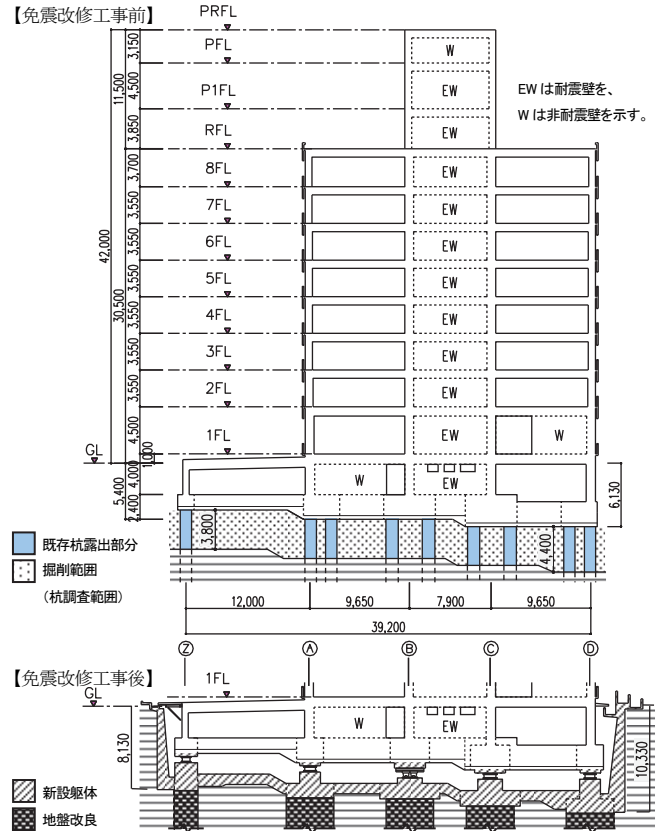 【免震改修工事前】
PRFL
PFL
P1FL
RFL
8FL
7FL
6FL
5FL
4FL
3FL
2FL
1FL
GL
3,150
4,500
3,850
3,700
3,550
3,550
3,550
3,550
3,550
3,550
4,500
1,000
4,000
2,400
11,500
30,500
5,400
42,000
W
EW
EW
EW
EW
EW
EW
EW
EW
EW
EW
W
W
EW
EWは耐震壁を、
Wは非耐震壁を示す。
6,130
3,800
4,400
既存杭露出部分
掘削範囲
(杭調査範囲)
12,000
9,650
7,900
9,650
39,200
Z
A
B
C
D
【免震改修工事後】
1FL
GL
W
EW
8,130
10,330
新設躯体
地盤改良